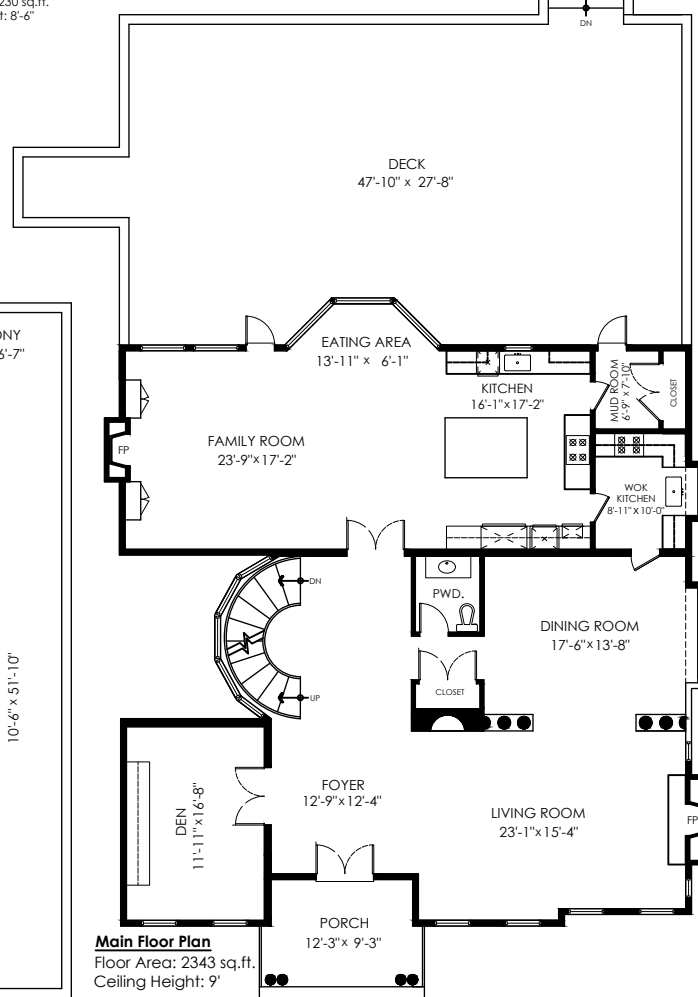 230 sq.ft.
t: 8'-6"
DN
DECK
47'-10" x 27'-8"
ONY
6'-7"
EATING AREA
13'-11" x 6'-1"
KITCHEN
16'-1"x17'-2"
MUD ROOM
6'-9" x 7'-10"
CLOSET
FAMILY ROOM
23'-9"x17'-2"
FP
WOK
KITCHEN
8'-11"x10'-0"
DN
PWD.
DINING ROOM
17'-6"x13'-8"
UP
CLOSET
10'-6" x 51'-10"
DEN
11'-11"x16'-8"
FOYER
12'-9"x12'-4"
LIVING ROOM
23'-1"x15'-4"
FP
PORCH
12'-3"x 9'-3"
Main Floor Plan
Floor Area: 2343 sq.ft.
Ceiling Height: 9'